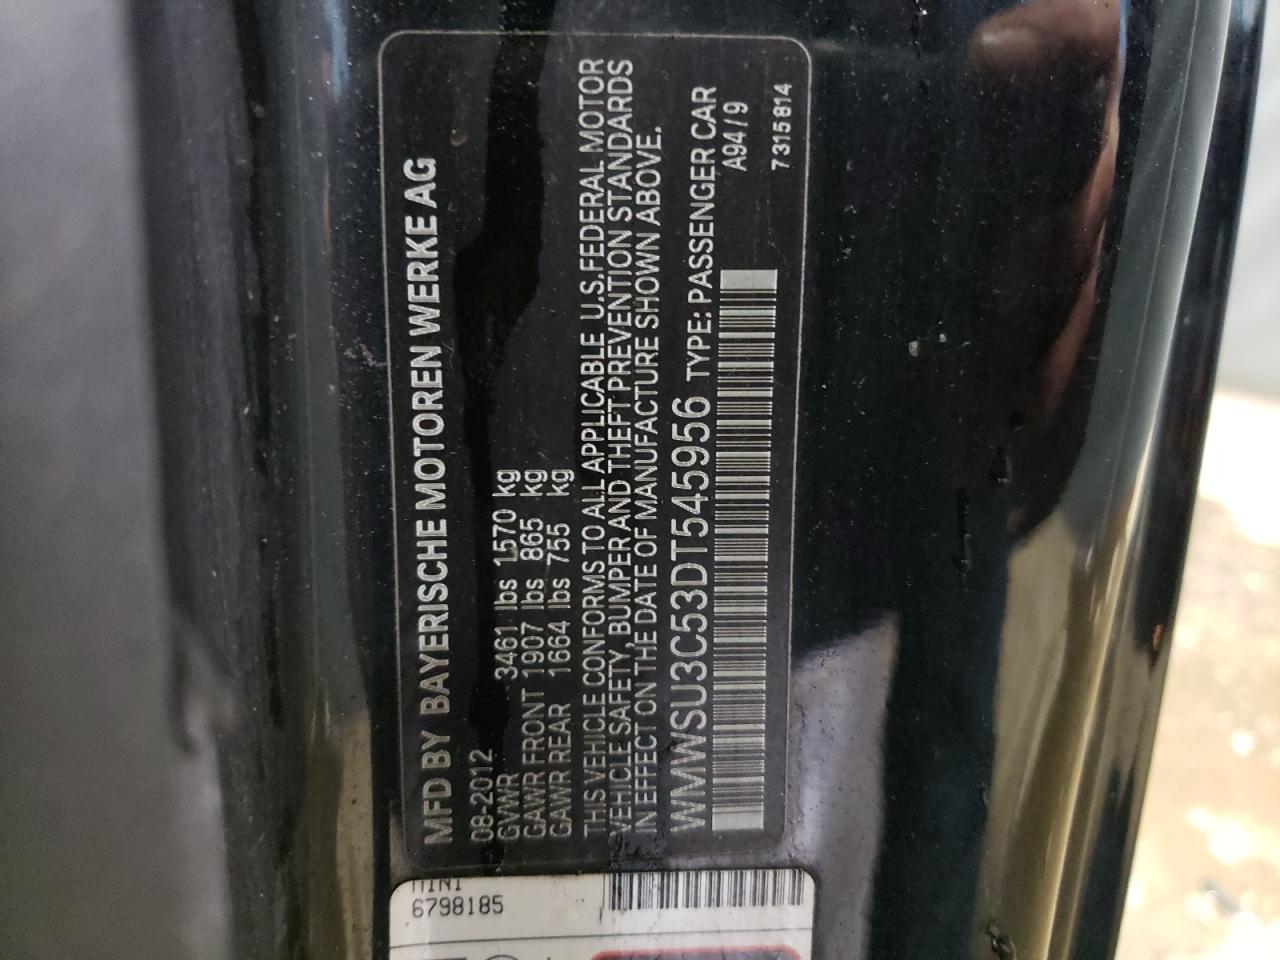 MFD BY BAYERISCHE MOTOREN WERKE AG
08-2012
GVWR 3461 lbs 1570 kg
GAWR FRONT 1907 lbs 865 kg
GAWR REAR 1664 lbs 755 kg
THIS VEHICLE CONFORMS TO ALL APPLICABLE U.S.FEDERAL MOTOR
VEHICLE SAFETY, BUMPER AND THEFT PREVENTION STANDARDS
IN EFFECT ON THE DATE OF MANUFACTURE SHOWN ABOVE.
WMWSU3C53DT545956 TYPE: PASSENGER CAR
A94/9
7315814
MINI
6798185